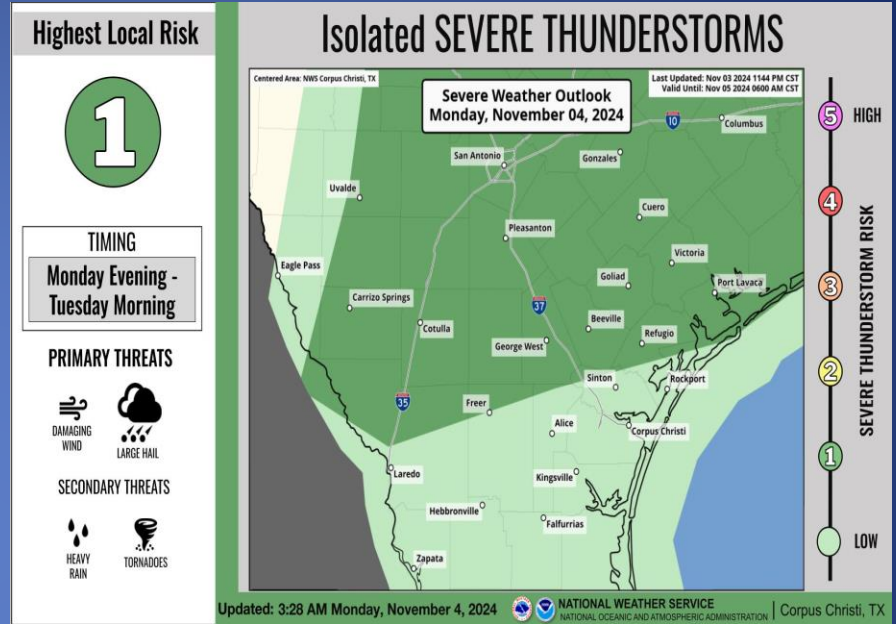 Highest Local Risk
1
TIMING
Monday Evening -
Tuesday Morning
PRIMARY THREATS
DAMAGING
WIND
LARGE HAIL
SECONDARY THREATS
HEAVY
RAIN
TORNADOES
Isolated SEVERE THUNDERSTORMS
Centered Area: NWS Corpus Christi, TX
Last Updated: Nov 03 2024 1144 PM CST
Valid Until: Nov 05 2024 0600 AM CST
Severe Weather Outlook
Monday, November 04, 2024
10
Columbus
San Antonio
Gonzales
Uvalde
Cuero
Pleasanton
Victoria
Eagle Pass
Goliad
Port Lavaca
Carrizo Springs
37
Cotulla
Beeville
Refugio
George West
Sinton
Rockport
35
Freer
Alice
Corpus Christi
Laredo
Kingsville
Hebbronville
Falfurrias
Zapata
5 HIGH
4
3
2
1
LOW
SEVERE THUNDERSTORM RISK
Updated: 3:28 AM Monday, November 4, 2024
NATIONAL WEATHER SERVICE
NATIONAL OCEANIC AND ATMOSPHERIC ADMINISTRATION
Corpus Christi, TX